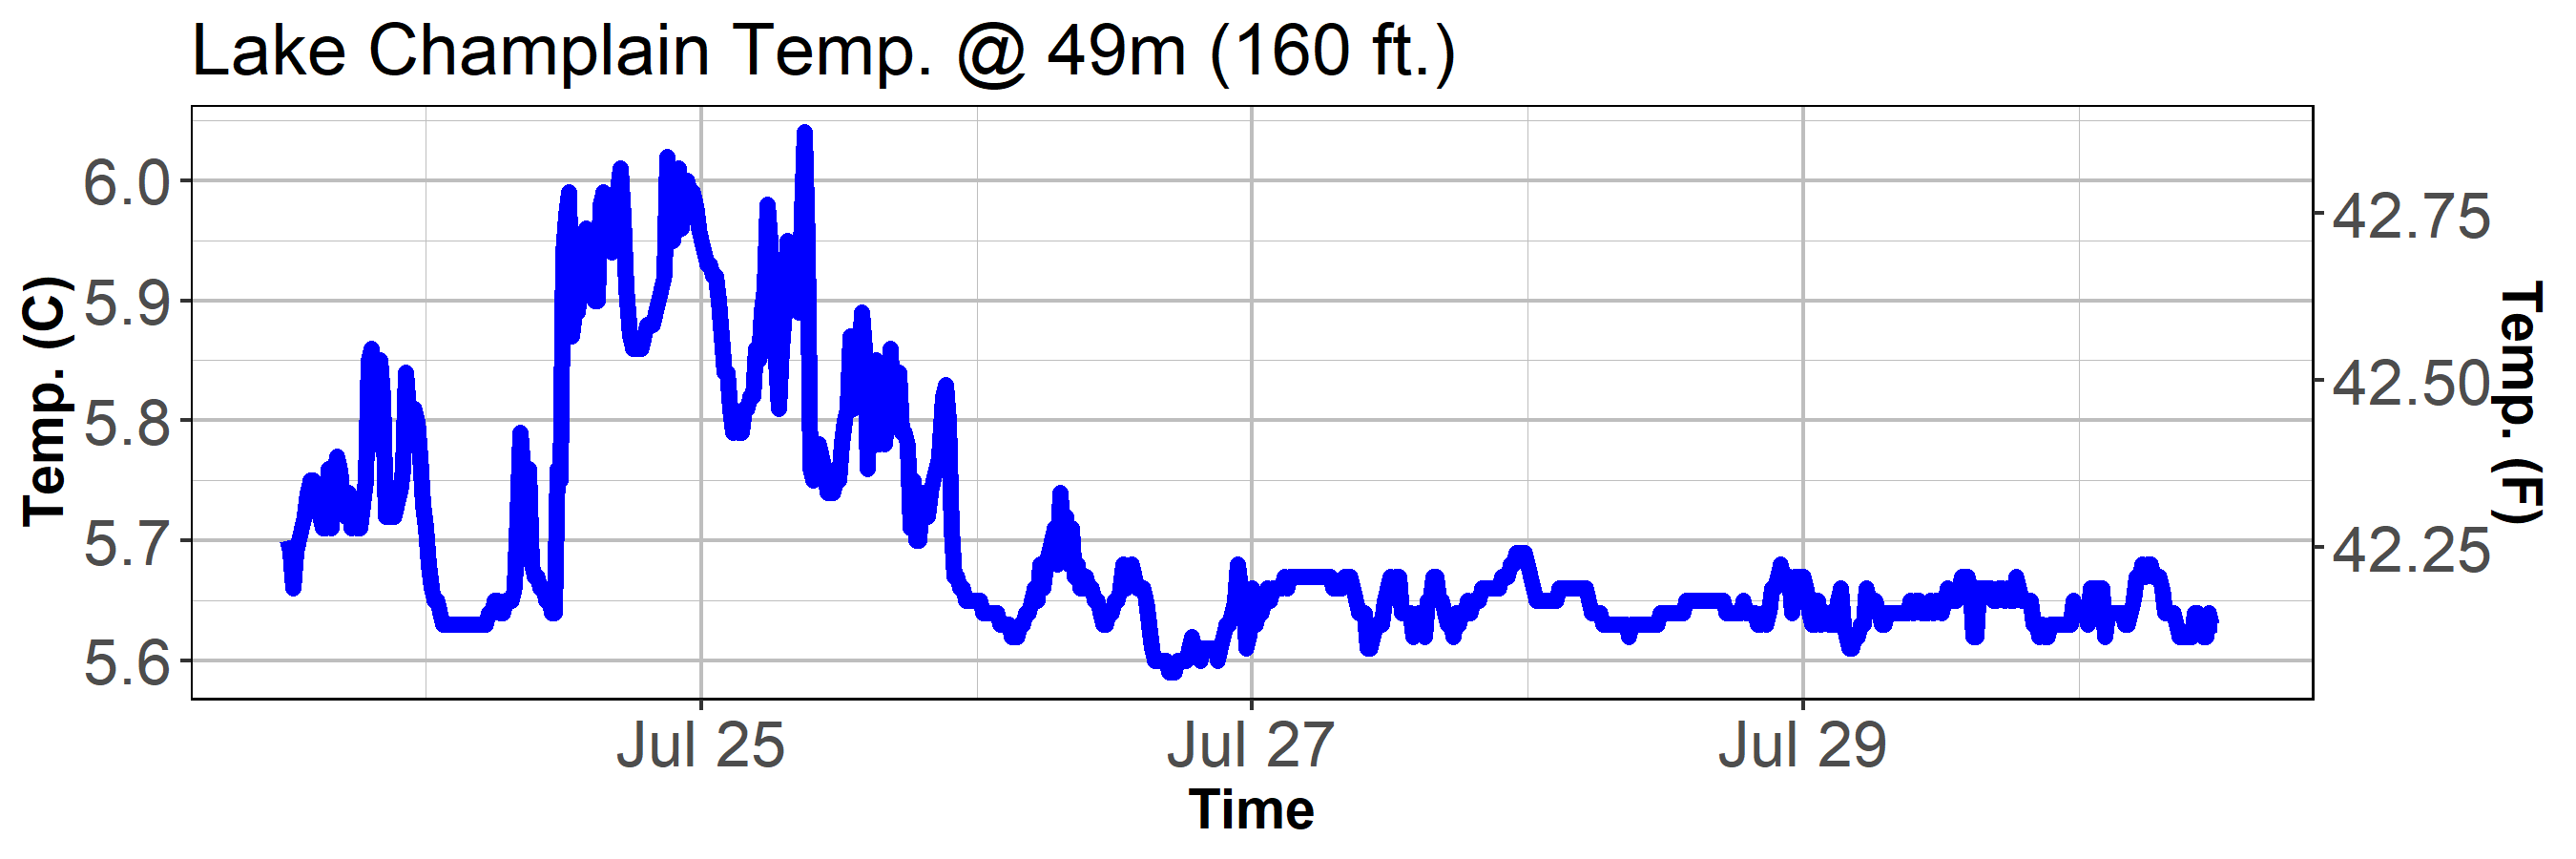 Lake Champlain Temp. @ 49m (160 ft.)
Temp. (C)
6.0
5.9
5.8
5.7
5.6
42.75
42.50
42.25
Temp. (F)
Jul 25 Jul 27 Jul 29
Time